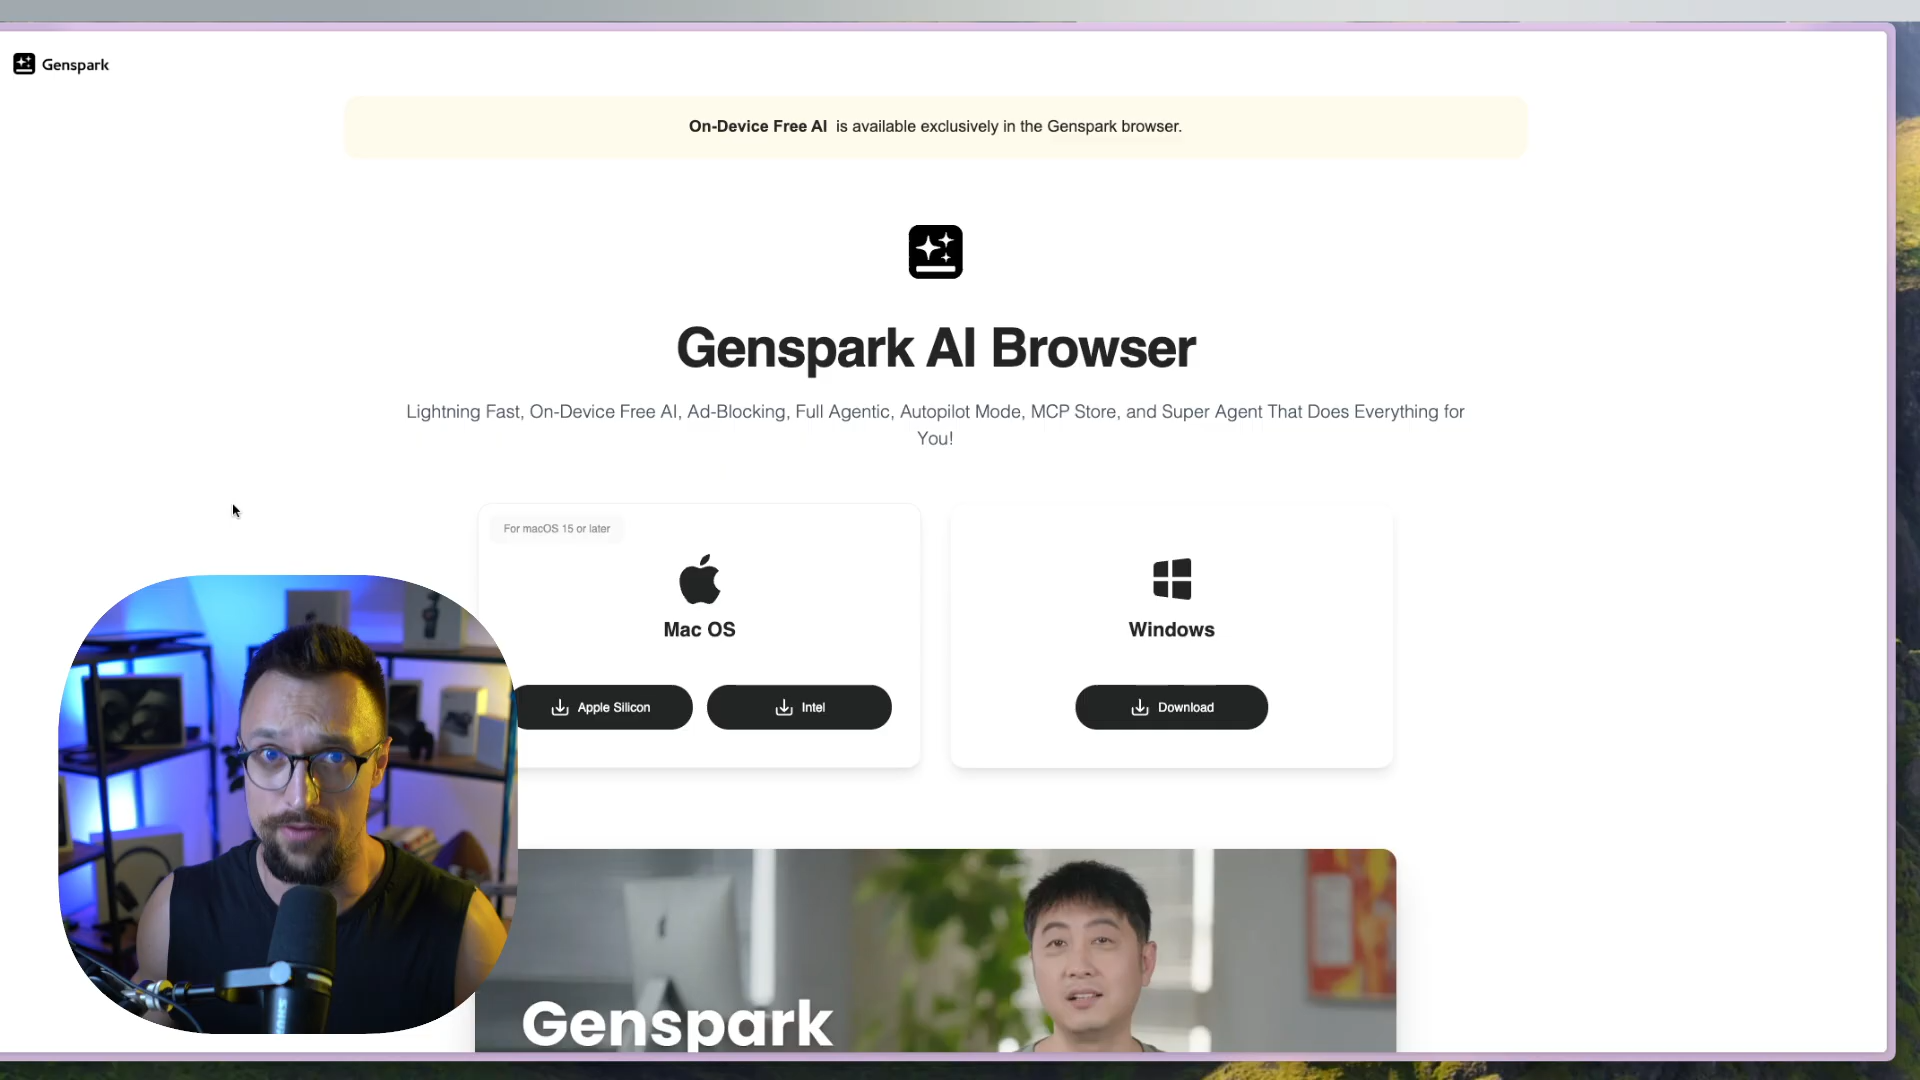 Genspark
On-Device Free AI is available exclusively in the Genspark browser.
Genspark AI Browser
Lightning Fast, On-Device Free AI, Ad-Blocking, Full Agentic, Autopilot Mode, MCP Store, and Super Agent That Does Everything for
You!
For macOS 15 or later
Mac OS
Windows
Apple Silicon
Intel
Download
Genspark